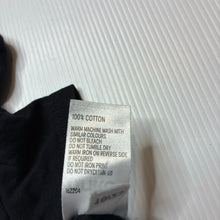 100% COTTON
WARM MACHINE WASH WITH
SIMILAR COLOURS
DO NOT BLEACH
DO NOT TUMBLE DRY
WARM IRON ON REVERSE SIDE
IF REQUIRED
DO NOT IRON PRINT
DO NOT DRYCLEAN